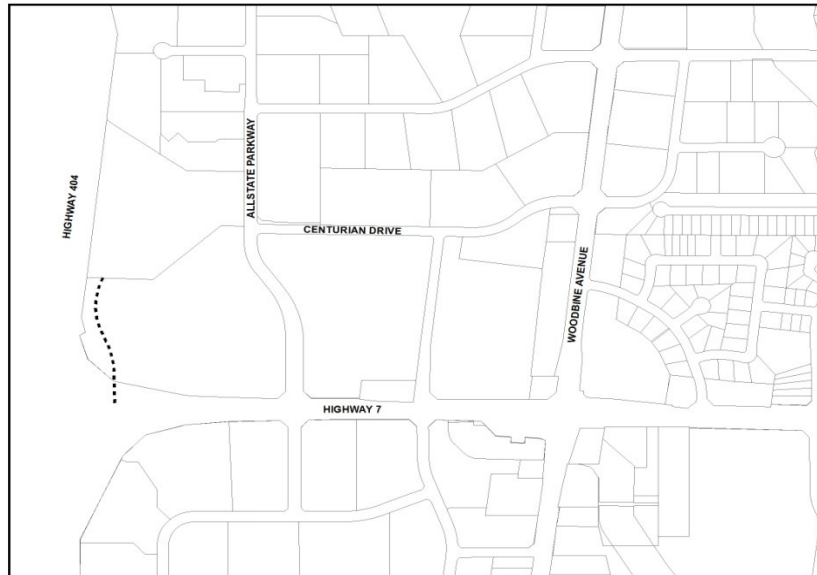 HIGHWAY 404
ALLSTATE PARKWAY
CENTURIAN DRIVE
WOODBINE AVENUE
HIGHWAY 7